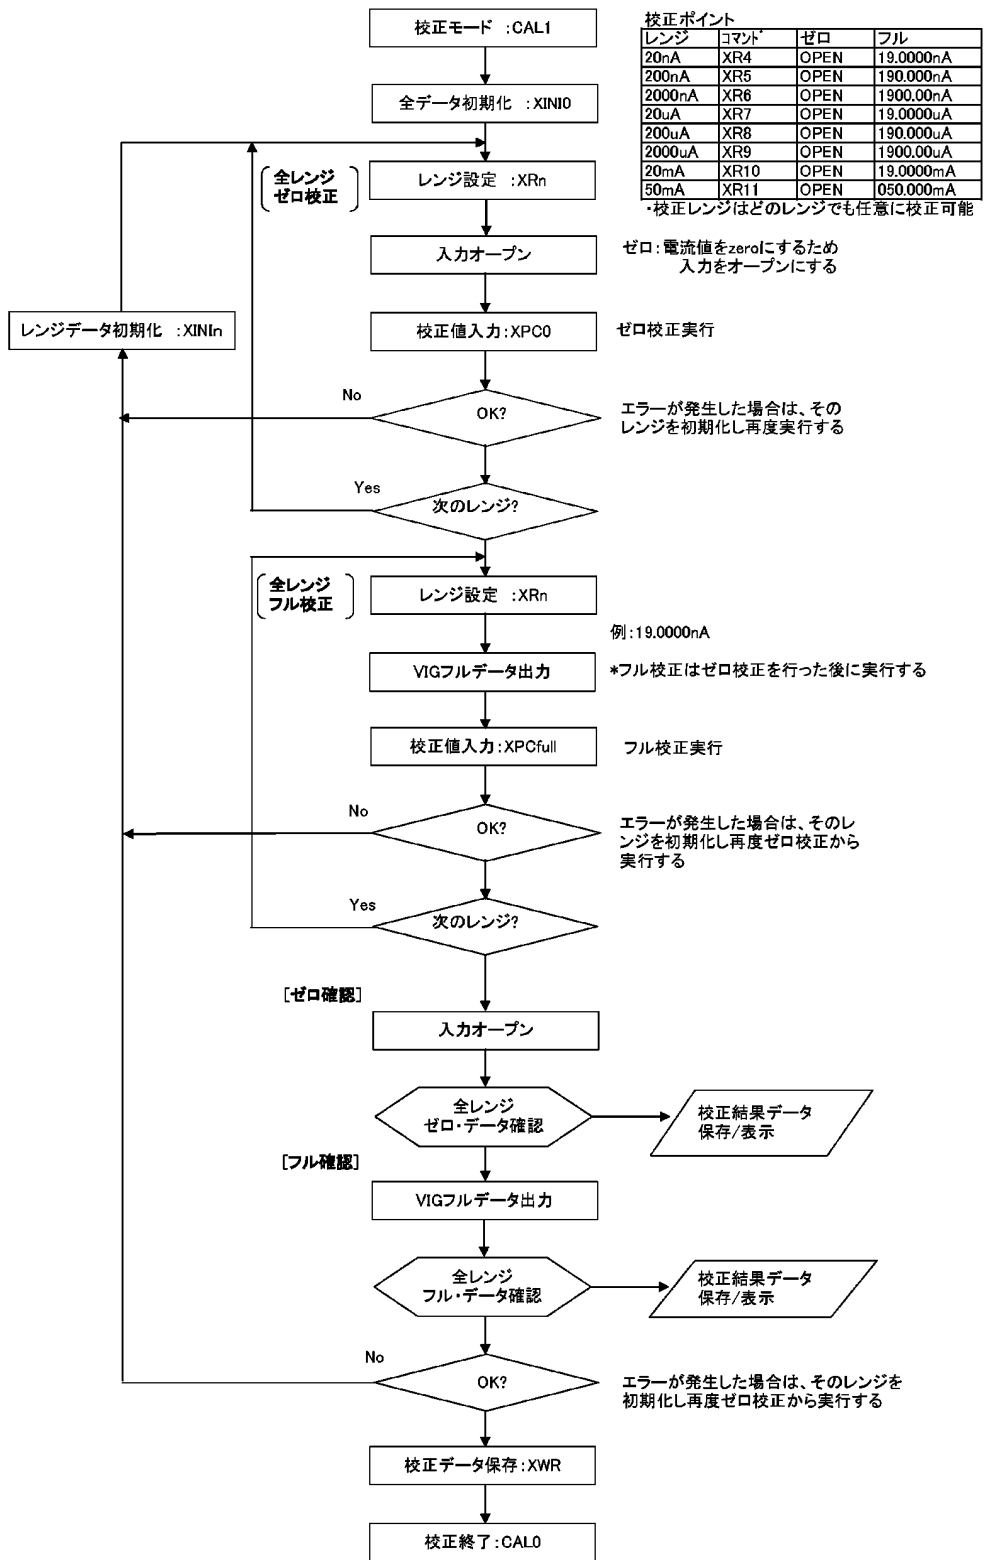 校正モード :CAL1
校正ポイント
レンジ コマンド ゼロ フル
20nA XR4 OPEN 19.0000nA
200nA XR5 OPEN 190.000nA
2000nA XR6 OPEN 1900.00nA
20uA XR7 OPEN 19.0000uA
200uA XR8 OPEN 190.000uA
2000uA XR9 OPEN 1900.00uA
20mA XR10 OPEN 19.0000mA
50mA XR11 OPEN 050.000mA
・校正レンジはどのレンジでも任意に校正可能
全データ初期化 :XINI0
全レンジ
ゼロ校正
レンジ設定 :XRn
入力オープン
ゼロ:電流値をzeroにするため
入力をオープンにする
レンジデータ初期化 :XINIn
校正値入力:XPC0
ゼロ校正実行
No
OK?
エラーが発生した場合は、その
レンジを初期化し再度実行する
Yes
次のレンジ?
全レンジ
フル校正
レンジ設定 :XRn
例:19.0000nA
VIGフルデータ出力
*フル校正はゼロ校正を行った後に実行する
校正値入力:XPCfull
フル校正実行
No
OK?
エラーが発生した場合は、そのレ
ンジを初期化し再度ゼロ校正から
実行する
Yes
次のレンジ?
[ゼロ確認]
入力オープン
全レンジ
ゼロ・データ確認
校正結果データ
保存/表示
[フル確認]
VIGフルデータ出力
全レンジ
フル・データ確認
校正結果データ
保存/表示
No
OK?
エラーが発生した場合は、そのレンジを
初期化し再度ゼロ校正から実行する
校正データ保存:XWR
校正終了:CAL0